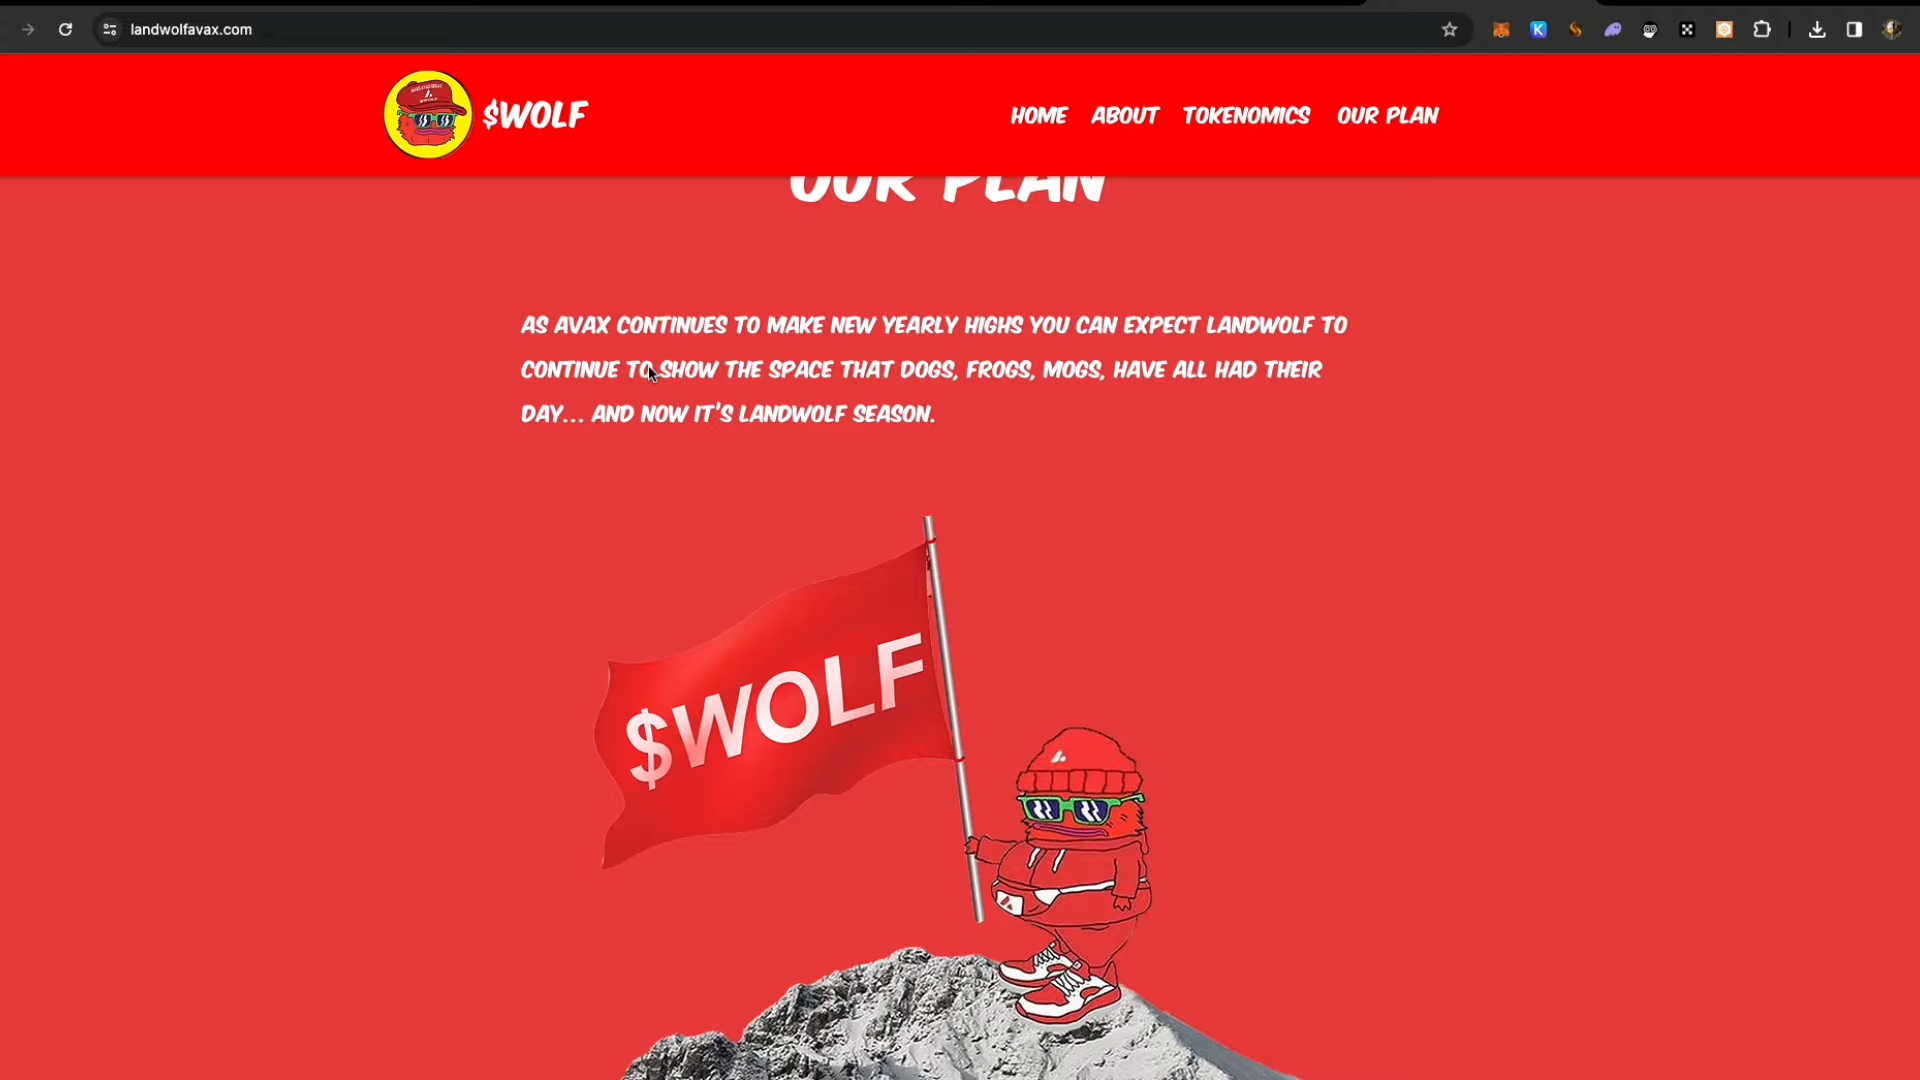 landwolfavax.com
$WOLF
HOME ABOUT TOKENOMICS OUR PLAN
OUR PLAN
AS AVAX CONTINUES TO MAKE NEW YEARLY HIGHS YOU CAN EXPECT LANDWOLF TO
CONTINUE TO SHOW THE SPACE THAT DOGS, FROGS, MOGS, HAVE ALL HAD THEIR
DAY... AND NOW IT'S LANDWOLF SEASON.
$WOLF